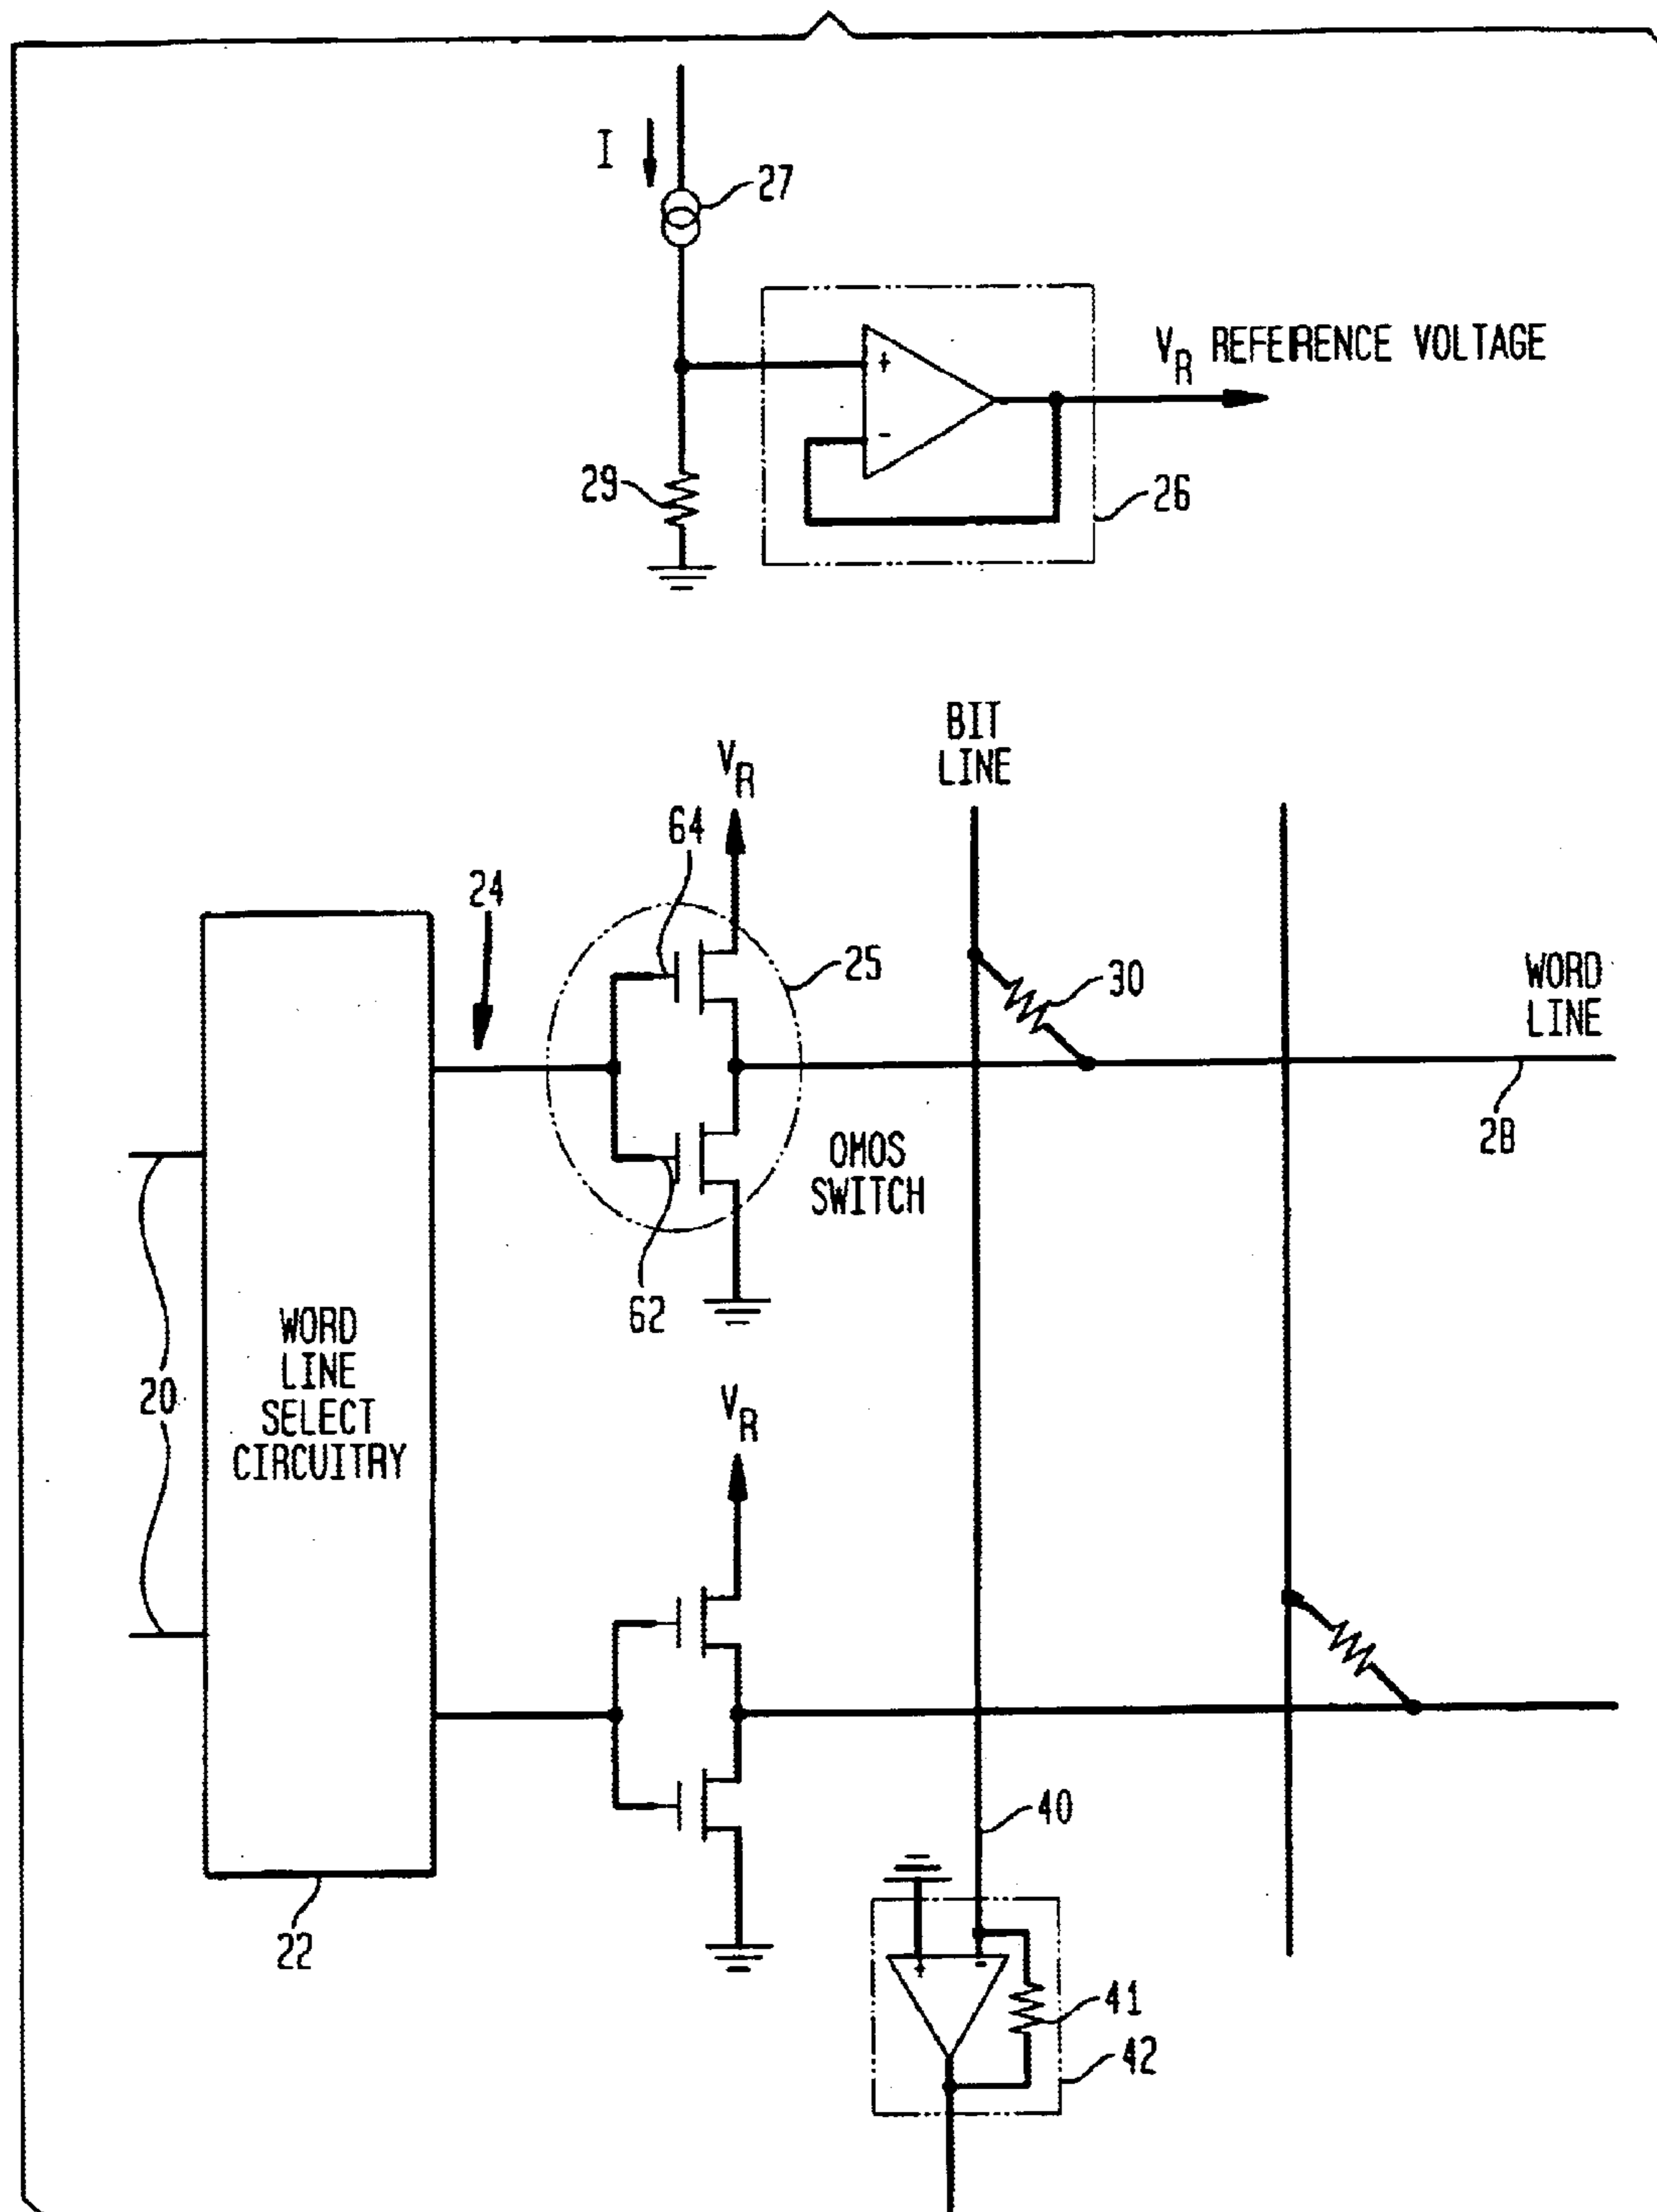 I
27
+
-
V_R REFERENCE VOLTAGE
29
26
BIT
LINE
V_R
64
24
25
30
WORD
LINE
28
OMOS
SWITCH
62
20
WORD
LINE
SELECT
CIRCUITRY
V_R
22
40
+
-
41
42